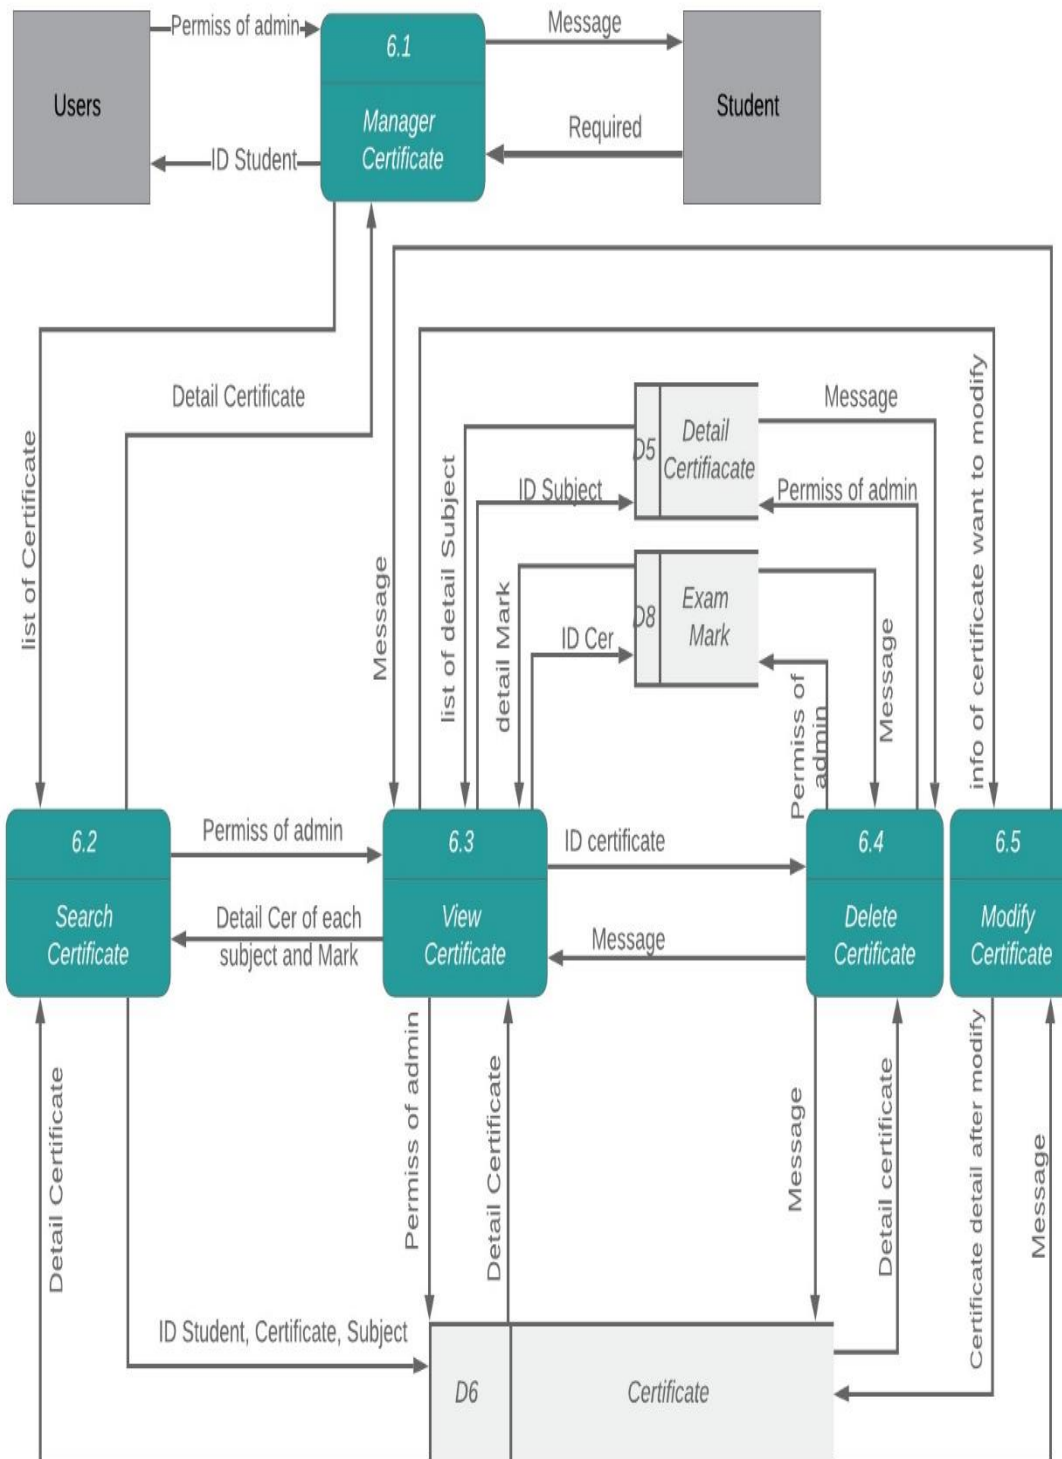 Permiss of admin
Message
6.1
Users
Manager
Certificate
Student
Required
ID Student
Detail Certificate
list of Certificate
Message
list of detail Subject
detail Mark
D5
Detail
Certifiacate
Message
ID Subject
Permiss of admin
D8
Exam
Mark
ID Cer
Permiss of
admin
Message
info of certificate want to modify
6.2
Search
Certificate
Permiss of admin
Detail Cer of each
subject and Mark
6.3
View
Certificate
ID certificate
Message
6.4
Delete
Certificate
6.5
Modify
Certificate
Detail Certificate
Permiss of admin
Detail Certificate
Message
Detail certificate
Certificate detail after modify
Message
ID Student, Certificate, Subject
D6
Certificate